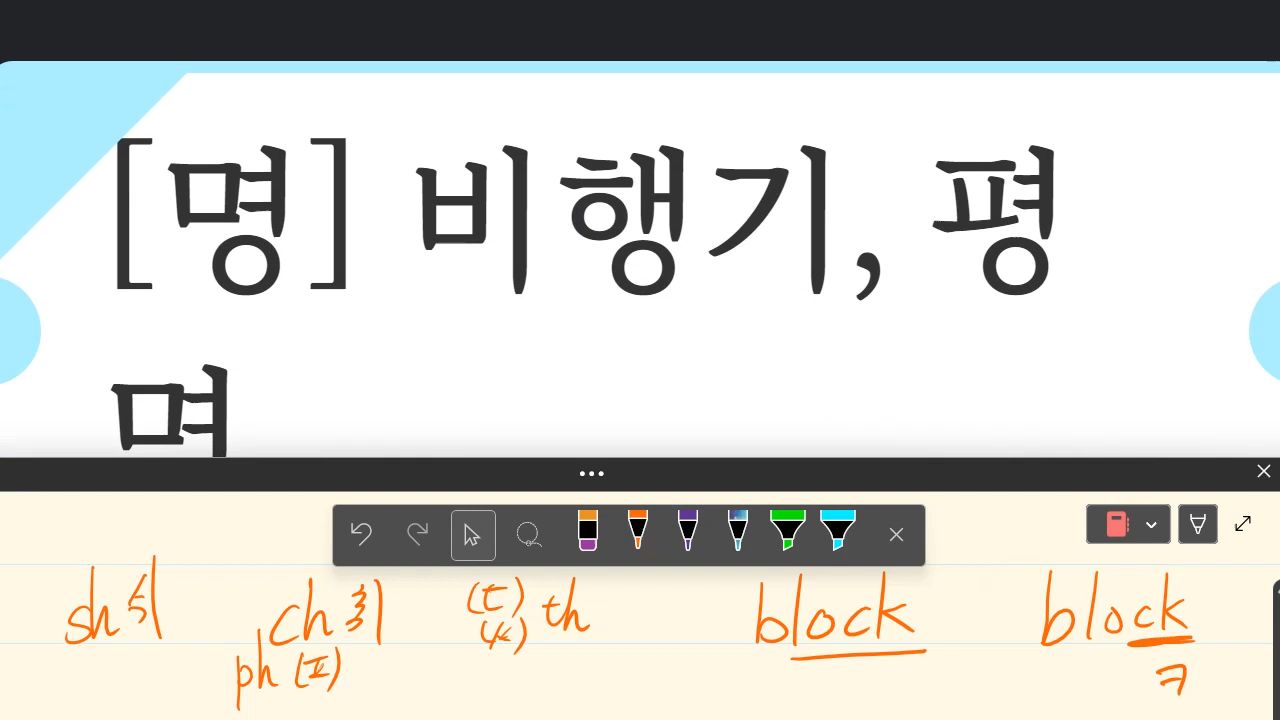 [명] 비행기, 평
면
sh 쉬 ch 취 (ㄷ) th block block
ph (ㅍ) (ㅆ) ㅋ